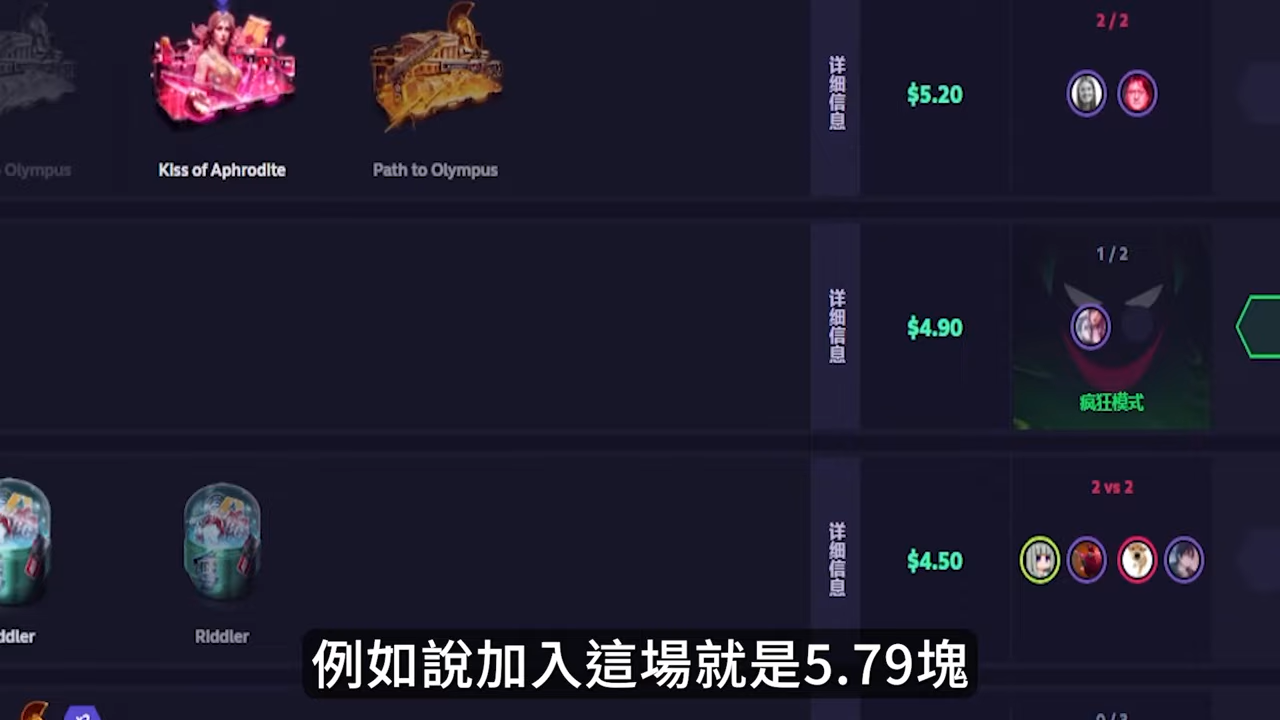 2 / 2
详细信息
$5.20
Olympus
Kiss of Aphrodite
Path to Olympus
1 / 2
详细信息
$4.90
疯狂模式
2 vs 2
详细信息
$4.50
ddler
Riddler
例如說加入這場就是5.79塊